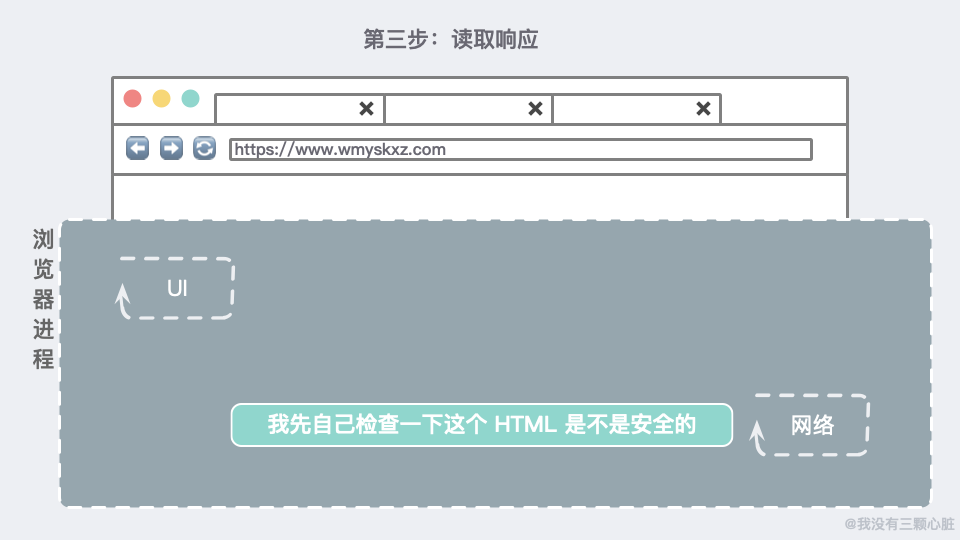 第三步：读取响应
https://www.wmyskxz.com
浏览器进程
UI
我先自己检查一下这个 HTML 是不是安全的
网络
@我没有三颗心脏